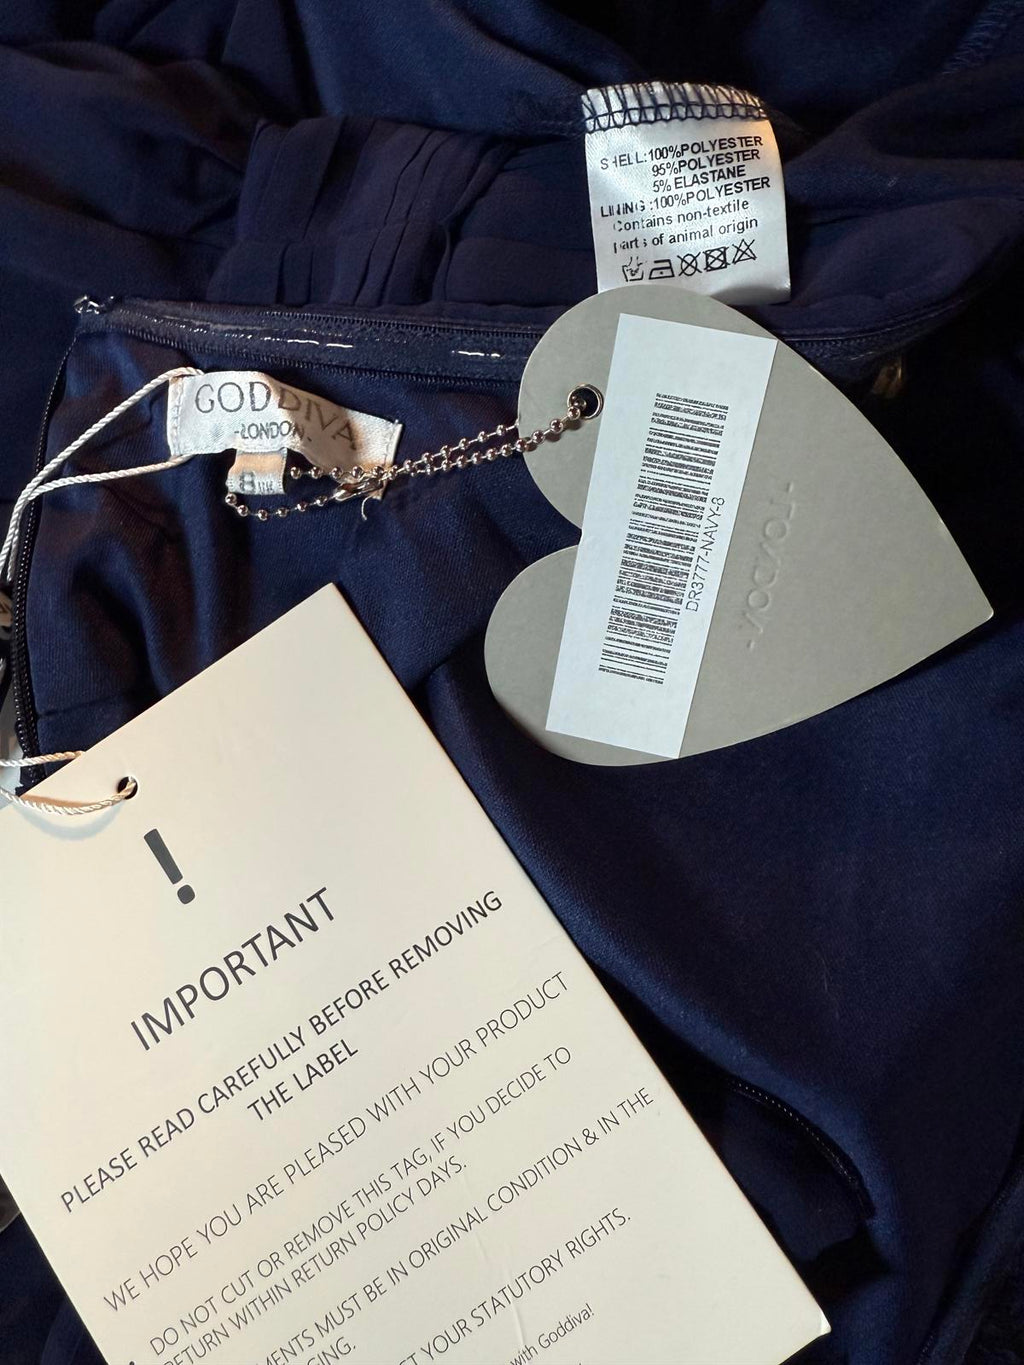 SHELL:100%POLYESTER
95%POLYESTER
5% ELASTANE
LINING :100%POLYESTER
Contains non-textile
parts of animal origin
GODDIVA
-LONDON-
8 UK
DR3777-NAVY-8
!
IMPORTANT
PLEASE READ CAREFULLY BEFORE REMOVING
THE LABEL
WE HOPE YOU ARE PLEASED WITH YOUR PRODUCT
DO NOT CUT OR REMOVE THIS TAG, IF YOU DECIDE TO
RETURN WITHIN RETURN POLICY DAYS.
MENTS MUST BE IN ORIGINAL CONDITION & IN THE
GING.
YOUR STATUTORY RIGHTS.
with Goddiva!